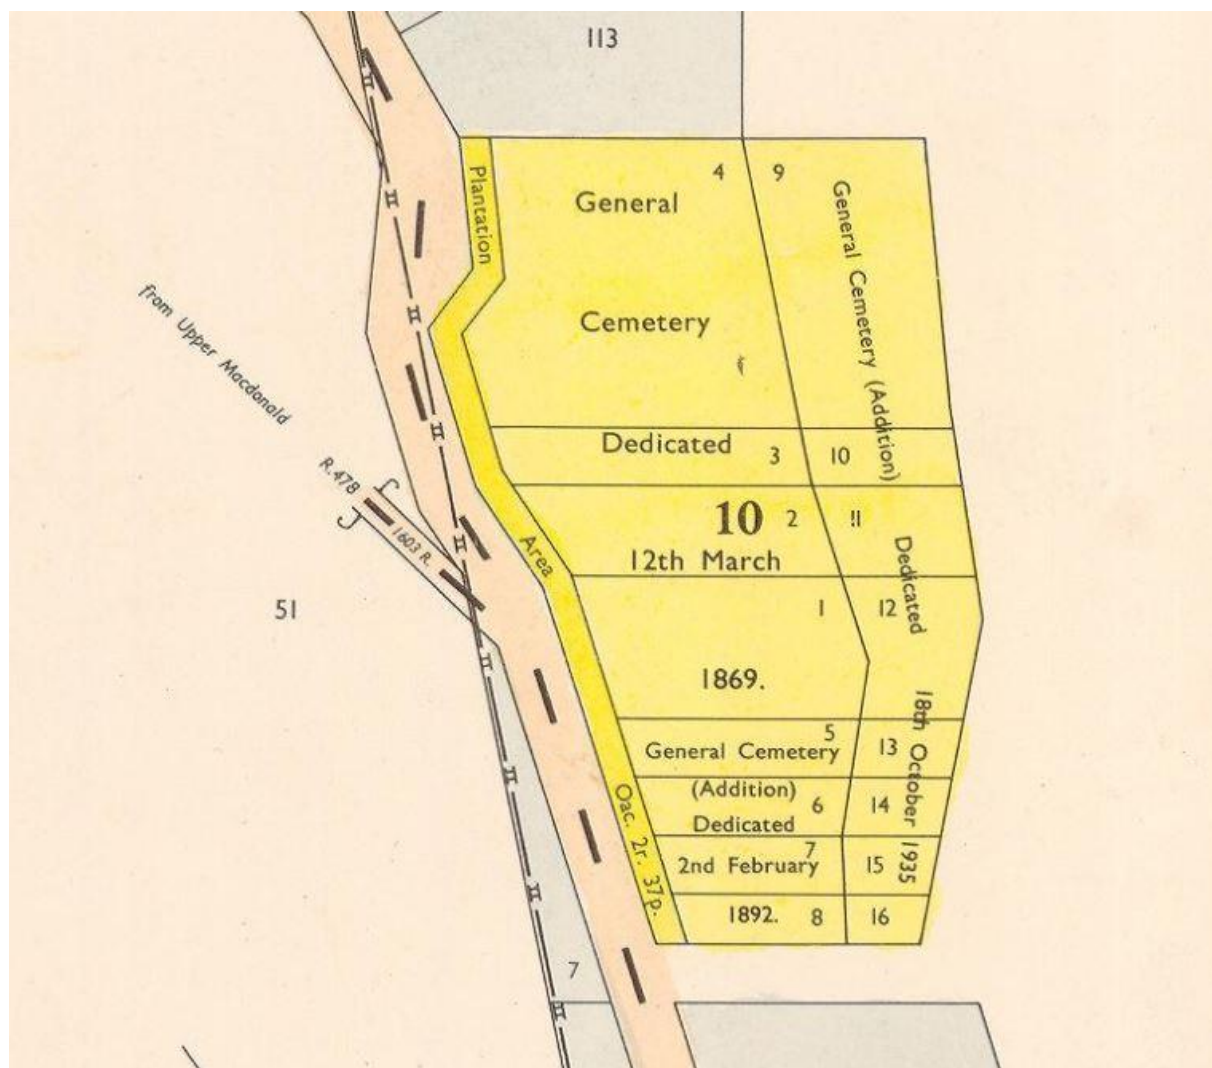 113
Plantation
4
9
General
General Cemetery (Addition)
from Upper Macdonald
Cemetery
Dedicated
3
10
R.478
1603 R.
10
2
11
12th March
Area
Dedicated
51
1
12
1869.
18th October 1935
5
General Cemetery
13
(Addition)
6
14
Dedicated
0ac. 2r. 37p.
7
2nd February
15
1892.
8
16
7